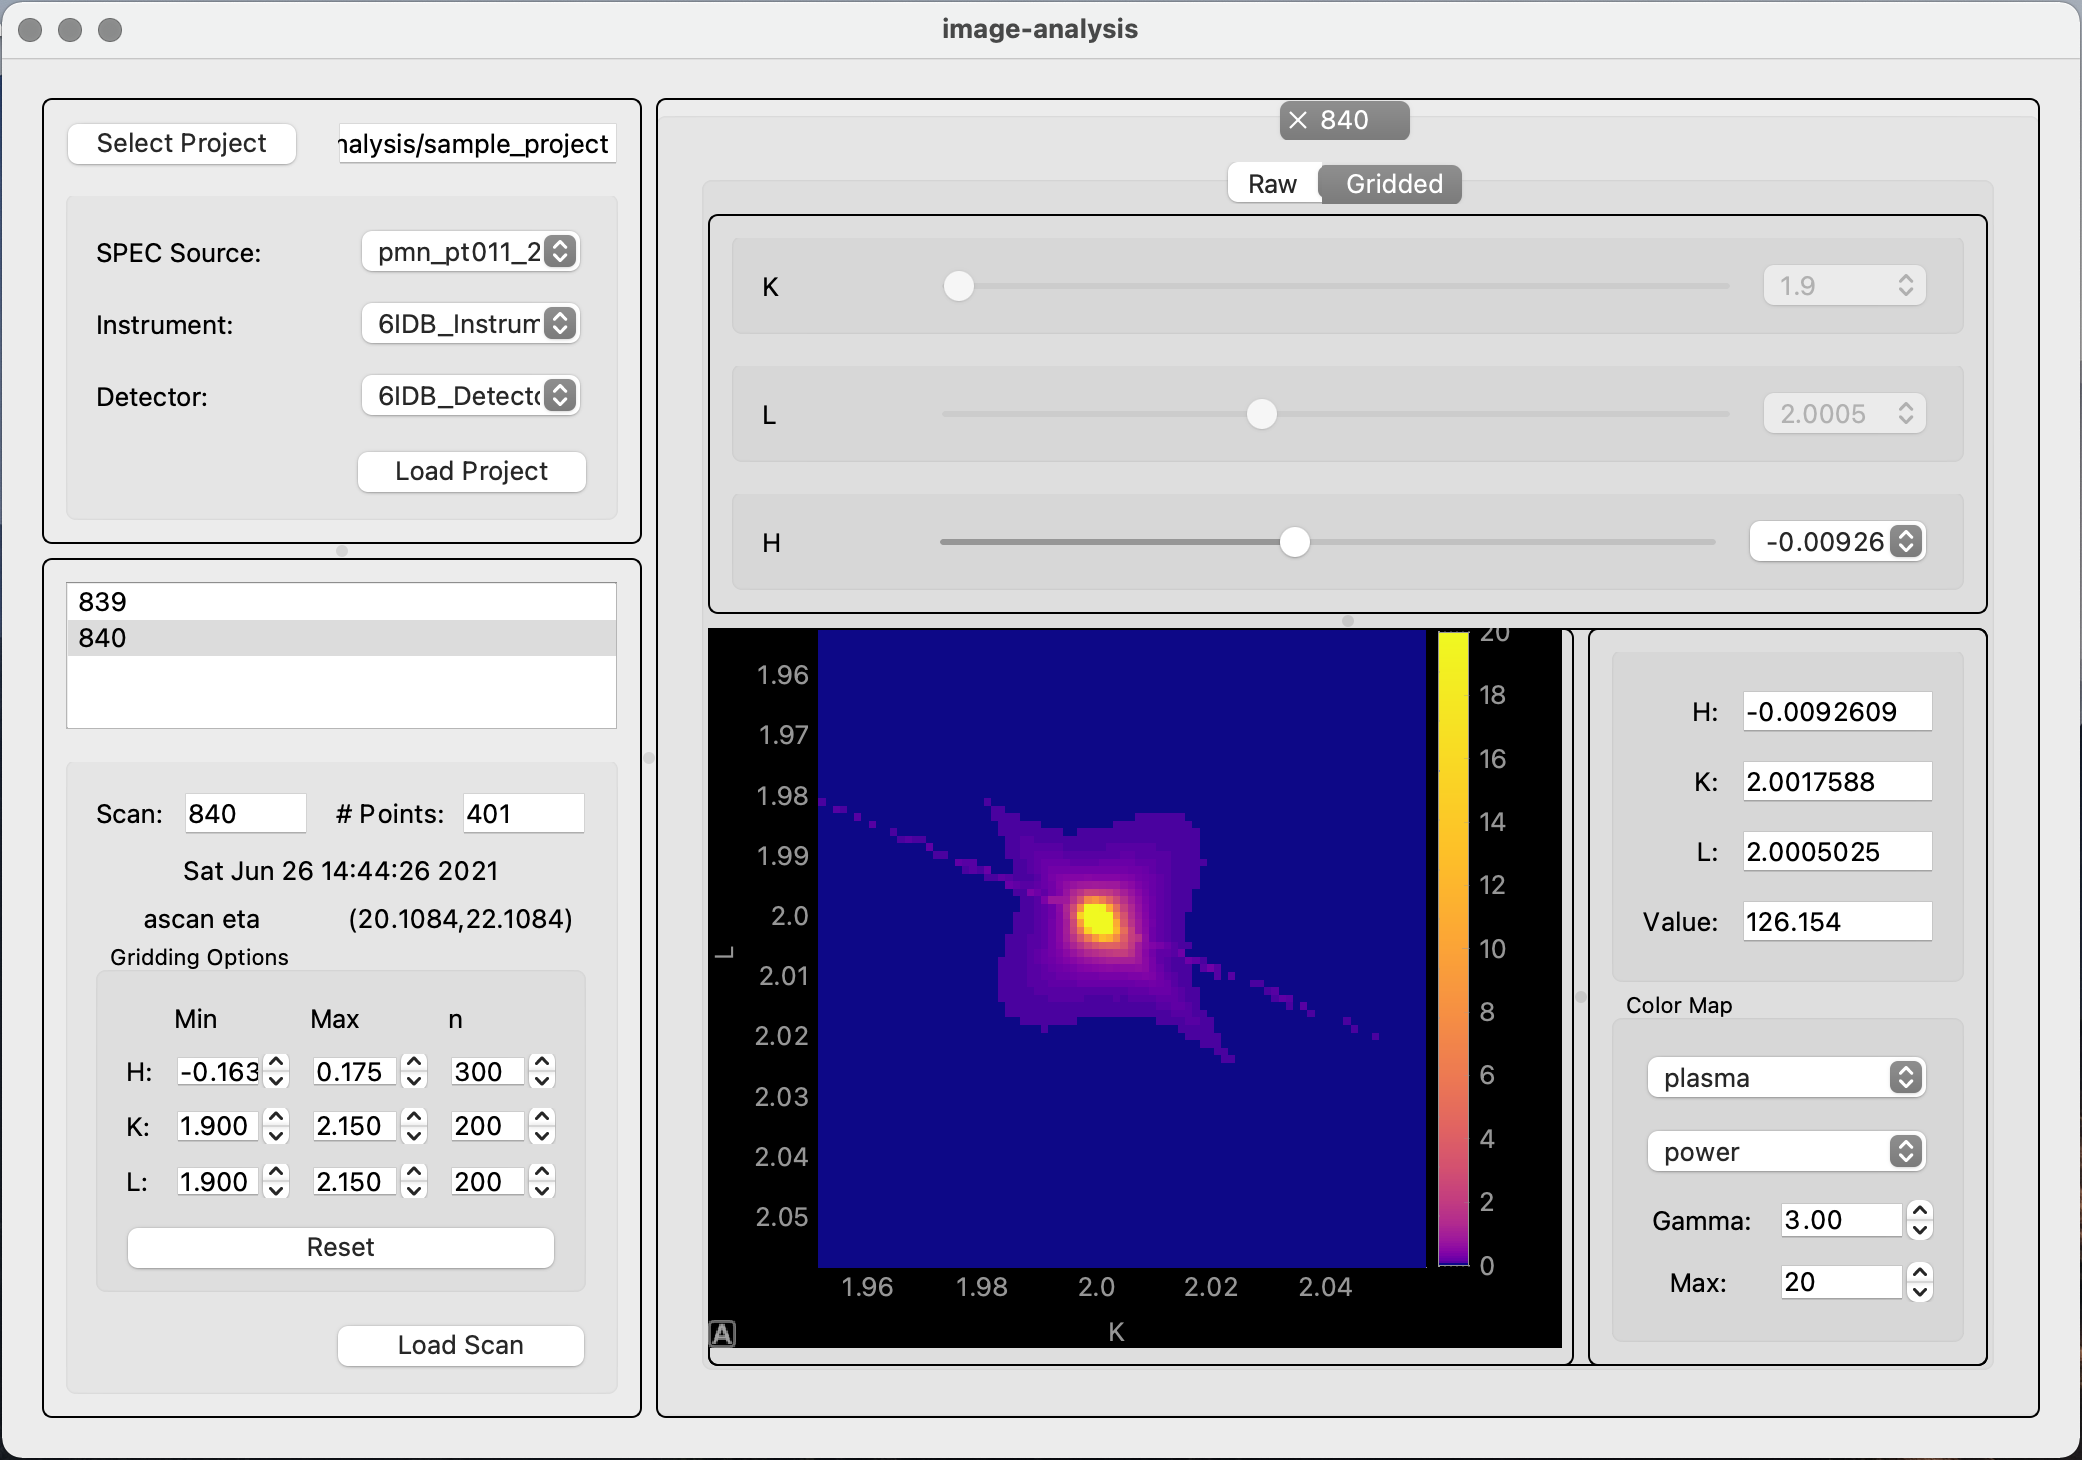 image-analysis
Select Project
nalysis/sample_project
SPEC Source:
pmn_pt011_2
Instrument:
6IDB_Instrum
Detector:
6IDB_Detect
Load Project
839
840
Scan:
840
# Points:
401
Sat Jun 26 14:44:26 2021
ascan eta
(20.1084,22.1084)
Gridding Options
Min Max n
H: -0.163 0.175 300
K: 1.900 2.150 200
L: 1.900 2.150 200
Reset
Load Scan
840
Raw
Gridded
K
1.9
L
2.0005
H
-0.00926
1.96
1.97
1.98
1.99
2.0
2.01
2.02
2.03
2.04
2.05
L
1.96 1.98 2.0 2.02 2.04
K
A
20
18
16
14
12
10
8
6
4
2
0
H: -0.0092609
K: 2.0017588
L: 2.0005025
Value: 126.154
Color Map
plasma
power
Gamma: 3.00
Max: 20